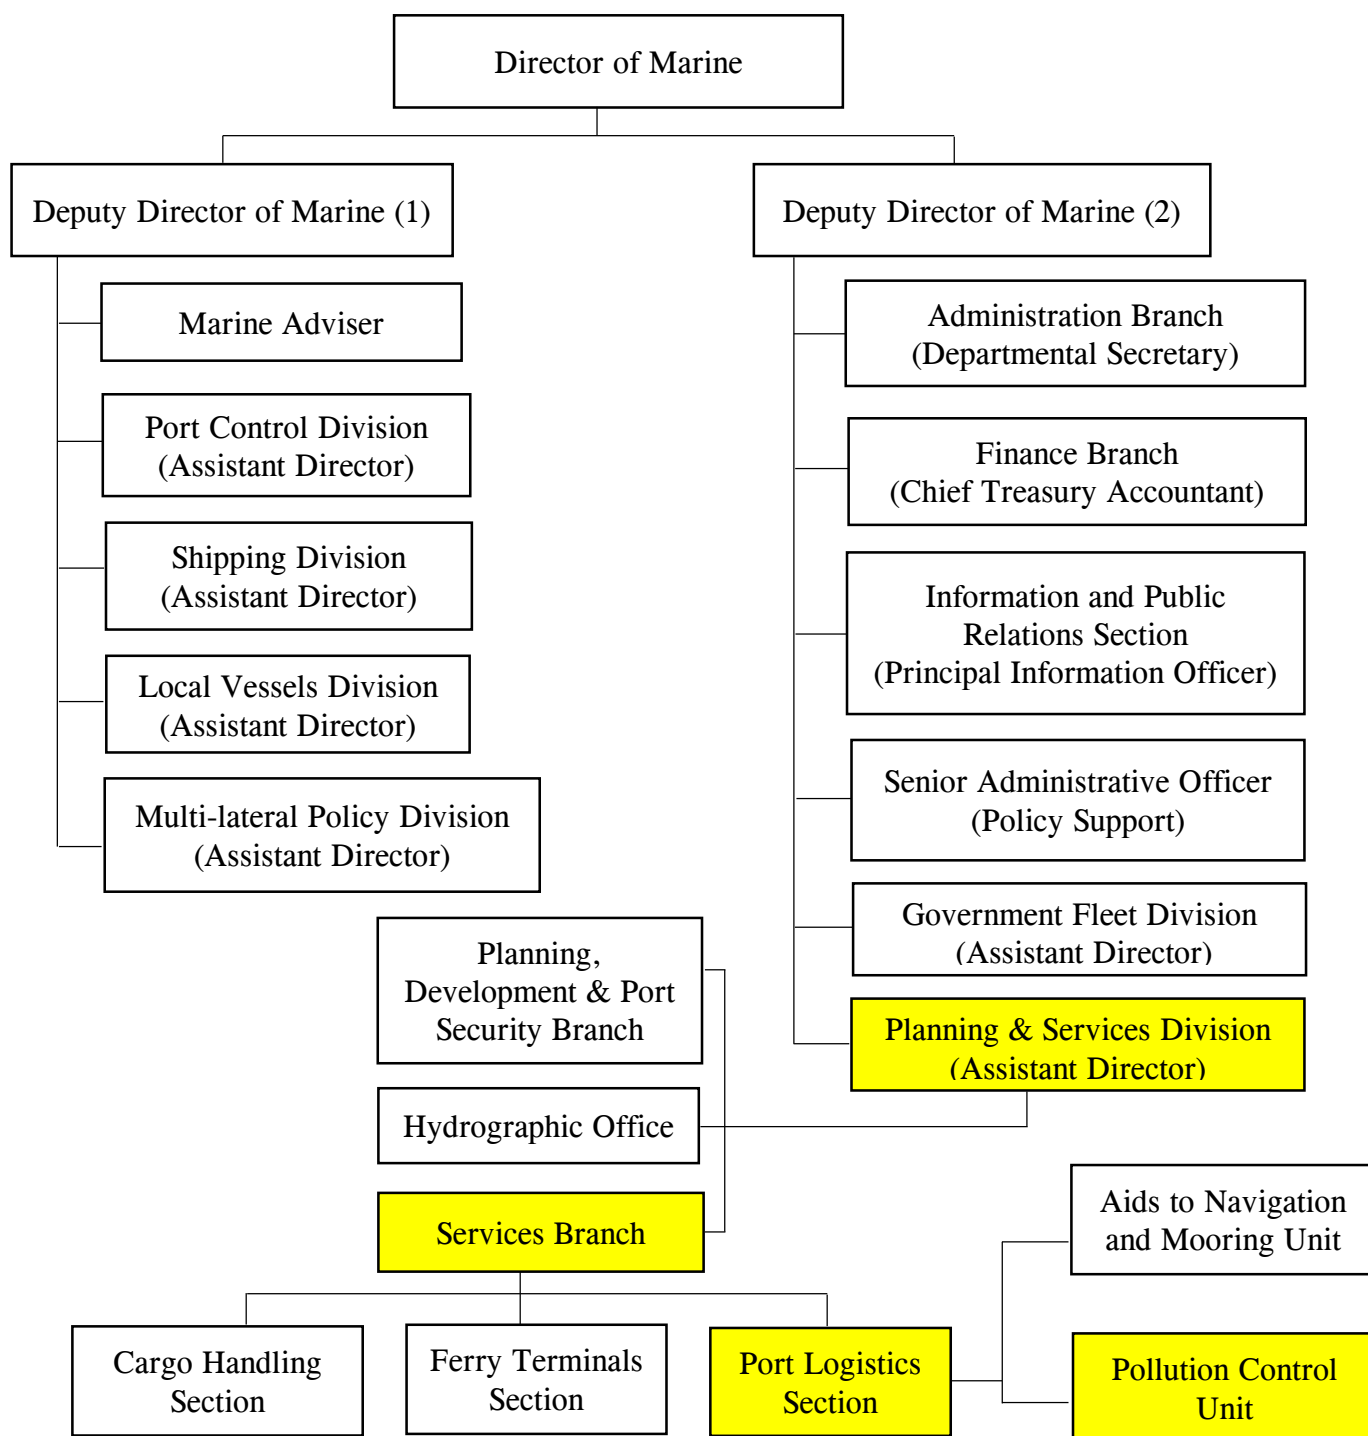 Director of Marine
Deputy Director of Marine (1)
Deputy Director of Marine (2)
Marine Adviser
Port Control Division
(Assistant Director)
Shipping Division
(Assistant Director)
Local Vessels Division
(Assistant Director)
Multi-lateral Policy Division
(Assistant Director)
Administration Branch
(Departmental Secretary)
Finance Branch
(Chief Treasury Accountant)
Information and Public
Relations Section
(Principal Information Officer)
Senior Administrative Officer
(Policy Support)
Government Fleet Division
(Assistant Director)
Planning & Services Division
(Assistant Director)
Planning,
Development & Port
Security Branch
Hydrographic Office
Services Branch
Cargo Handling
Section
Ferry Terminals
Section
Port Logistics
Section
Aids to Navigation
and Mooring Unit
Pollution Control
Unit